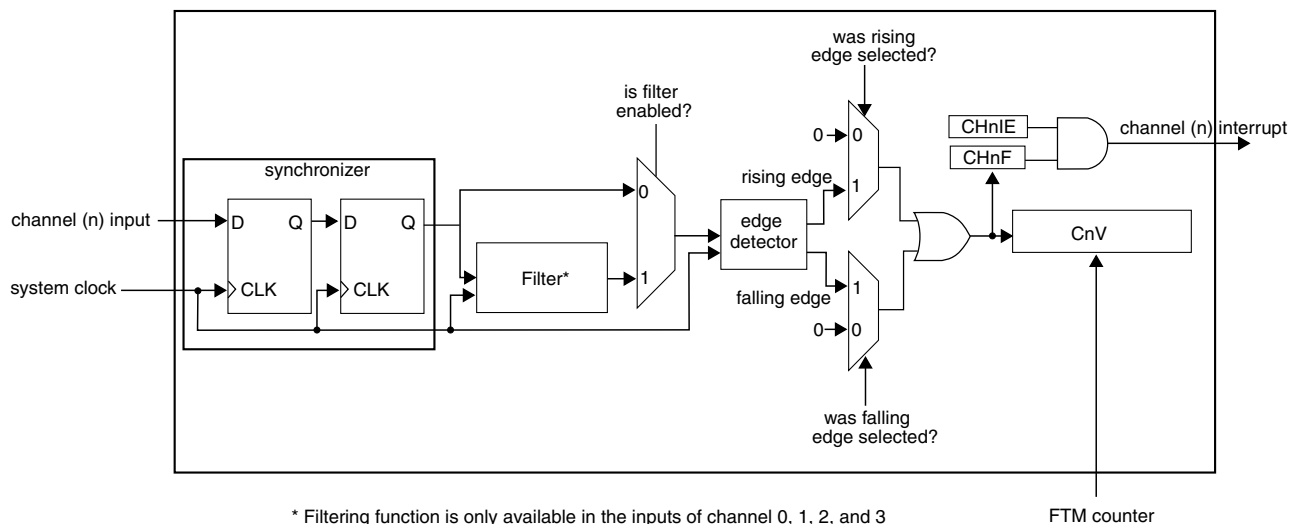 was rising
edge selected?
is filter
enabled?
0
0
CHnIE
channel (n) interrupt
CHnF
synchronizer
rising edge
1
0
channel (n) input
D
Q
D
Q
edge
detector
CnV
Filter*
1
system clock
CLK
CLK
falling edge
1
0
0
was falling
edge selected?
* Filtering function is only available in the inputs of channel 0, 1, 2, and 3
FTM counter